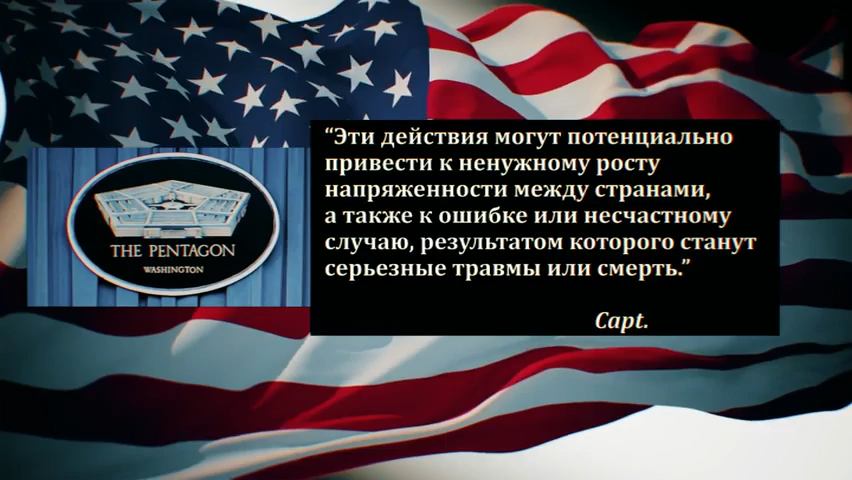 THE PENTAGON
WASHINGTON
“Эти действия могут потенциально
привести к ненужному росту
напряженности между странами,
а также к ошибке или несчастному
случаю, результатом которого станут
серьезные травмы или смерть.”
Capt.